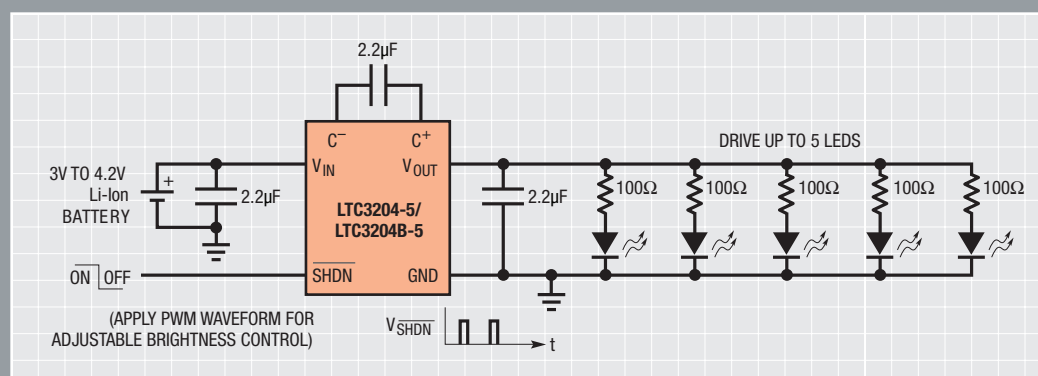 2.2µF
C⁻ C⁺
V_IN V_OUT
LTC3204-5/
LTC3204B-5
SHDN GND
3V TO 4.2V
Li-Ion
BATTERY
+
2.2µF
2.2µF
DRIVE UP TO 5 LEDS
100Ω 100Ω 100Ω 100Ω 100Ω
ON OFF
(APPLY PWM WAVEFORM FOR
ADJUSTABLE BRIGHTNESS CONTROL)
V_SHDN
t